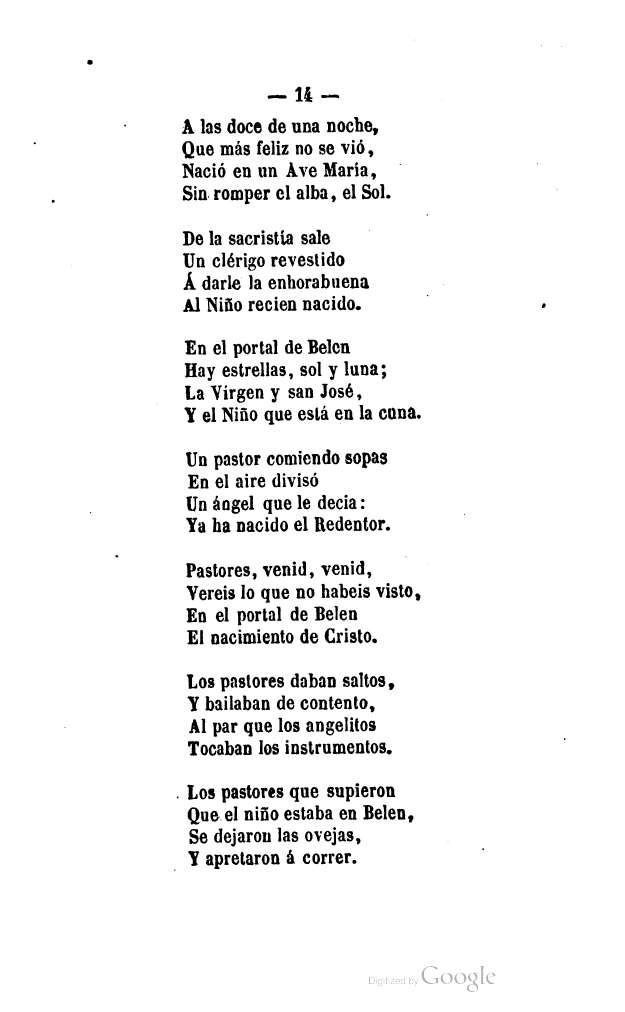 — 14 —
A las doce de una noche,
Que más feliz no se vió,
Nació en un Ave María,
Sin romper el alba, el Sol.
De la sacristía sale
Un clérigo revestido
Á darle la enhorabuena
Al Niño recien nacido.
En el portal de Belen
Hay estrellas, sol y luna;
La Vírgen y san José,
Y el Niño que está en la cuna.
Un pastor comiendo sopas
En el aire divisó
Un ángel que le decia:
Ya ha nacido el Redentor.
Pastores, venid, venid,
Vereis lo que no habeis visto,
En el portal de Belen
El nacimiento de Cristo.
Los pastores daban saltos,
Y bailaban de contento,
Al par que los angelitos
Tocaban los instrumentos.
Los pastores que supieron
Que el niño estaba en Belen,
Se dejaron las ovejas,
Y apretaron á correr.
Digitized by Google